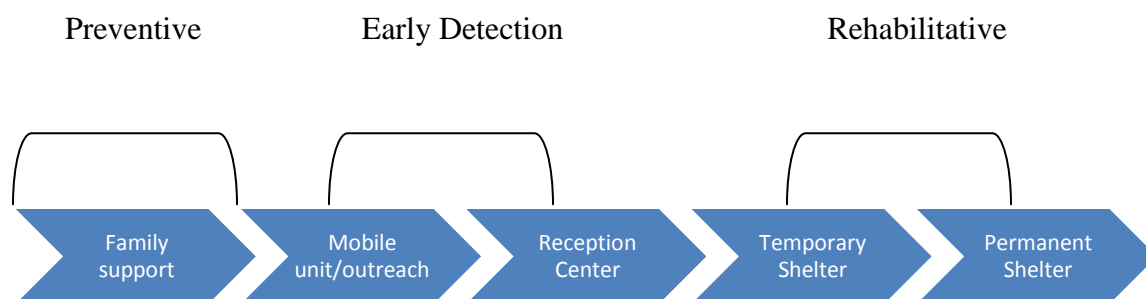 Preventive
Early Detection
Rehabilitative
Family
support
Mobile
unit/outreach
Reception
Center
Temporary
Shelter
Permanent
Shelter